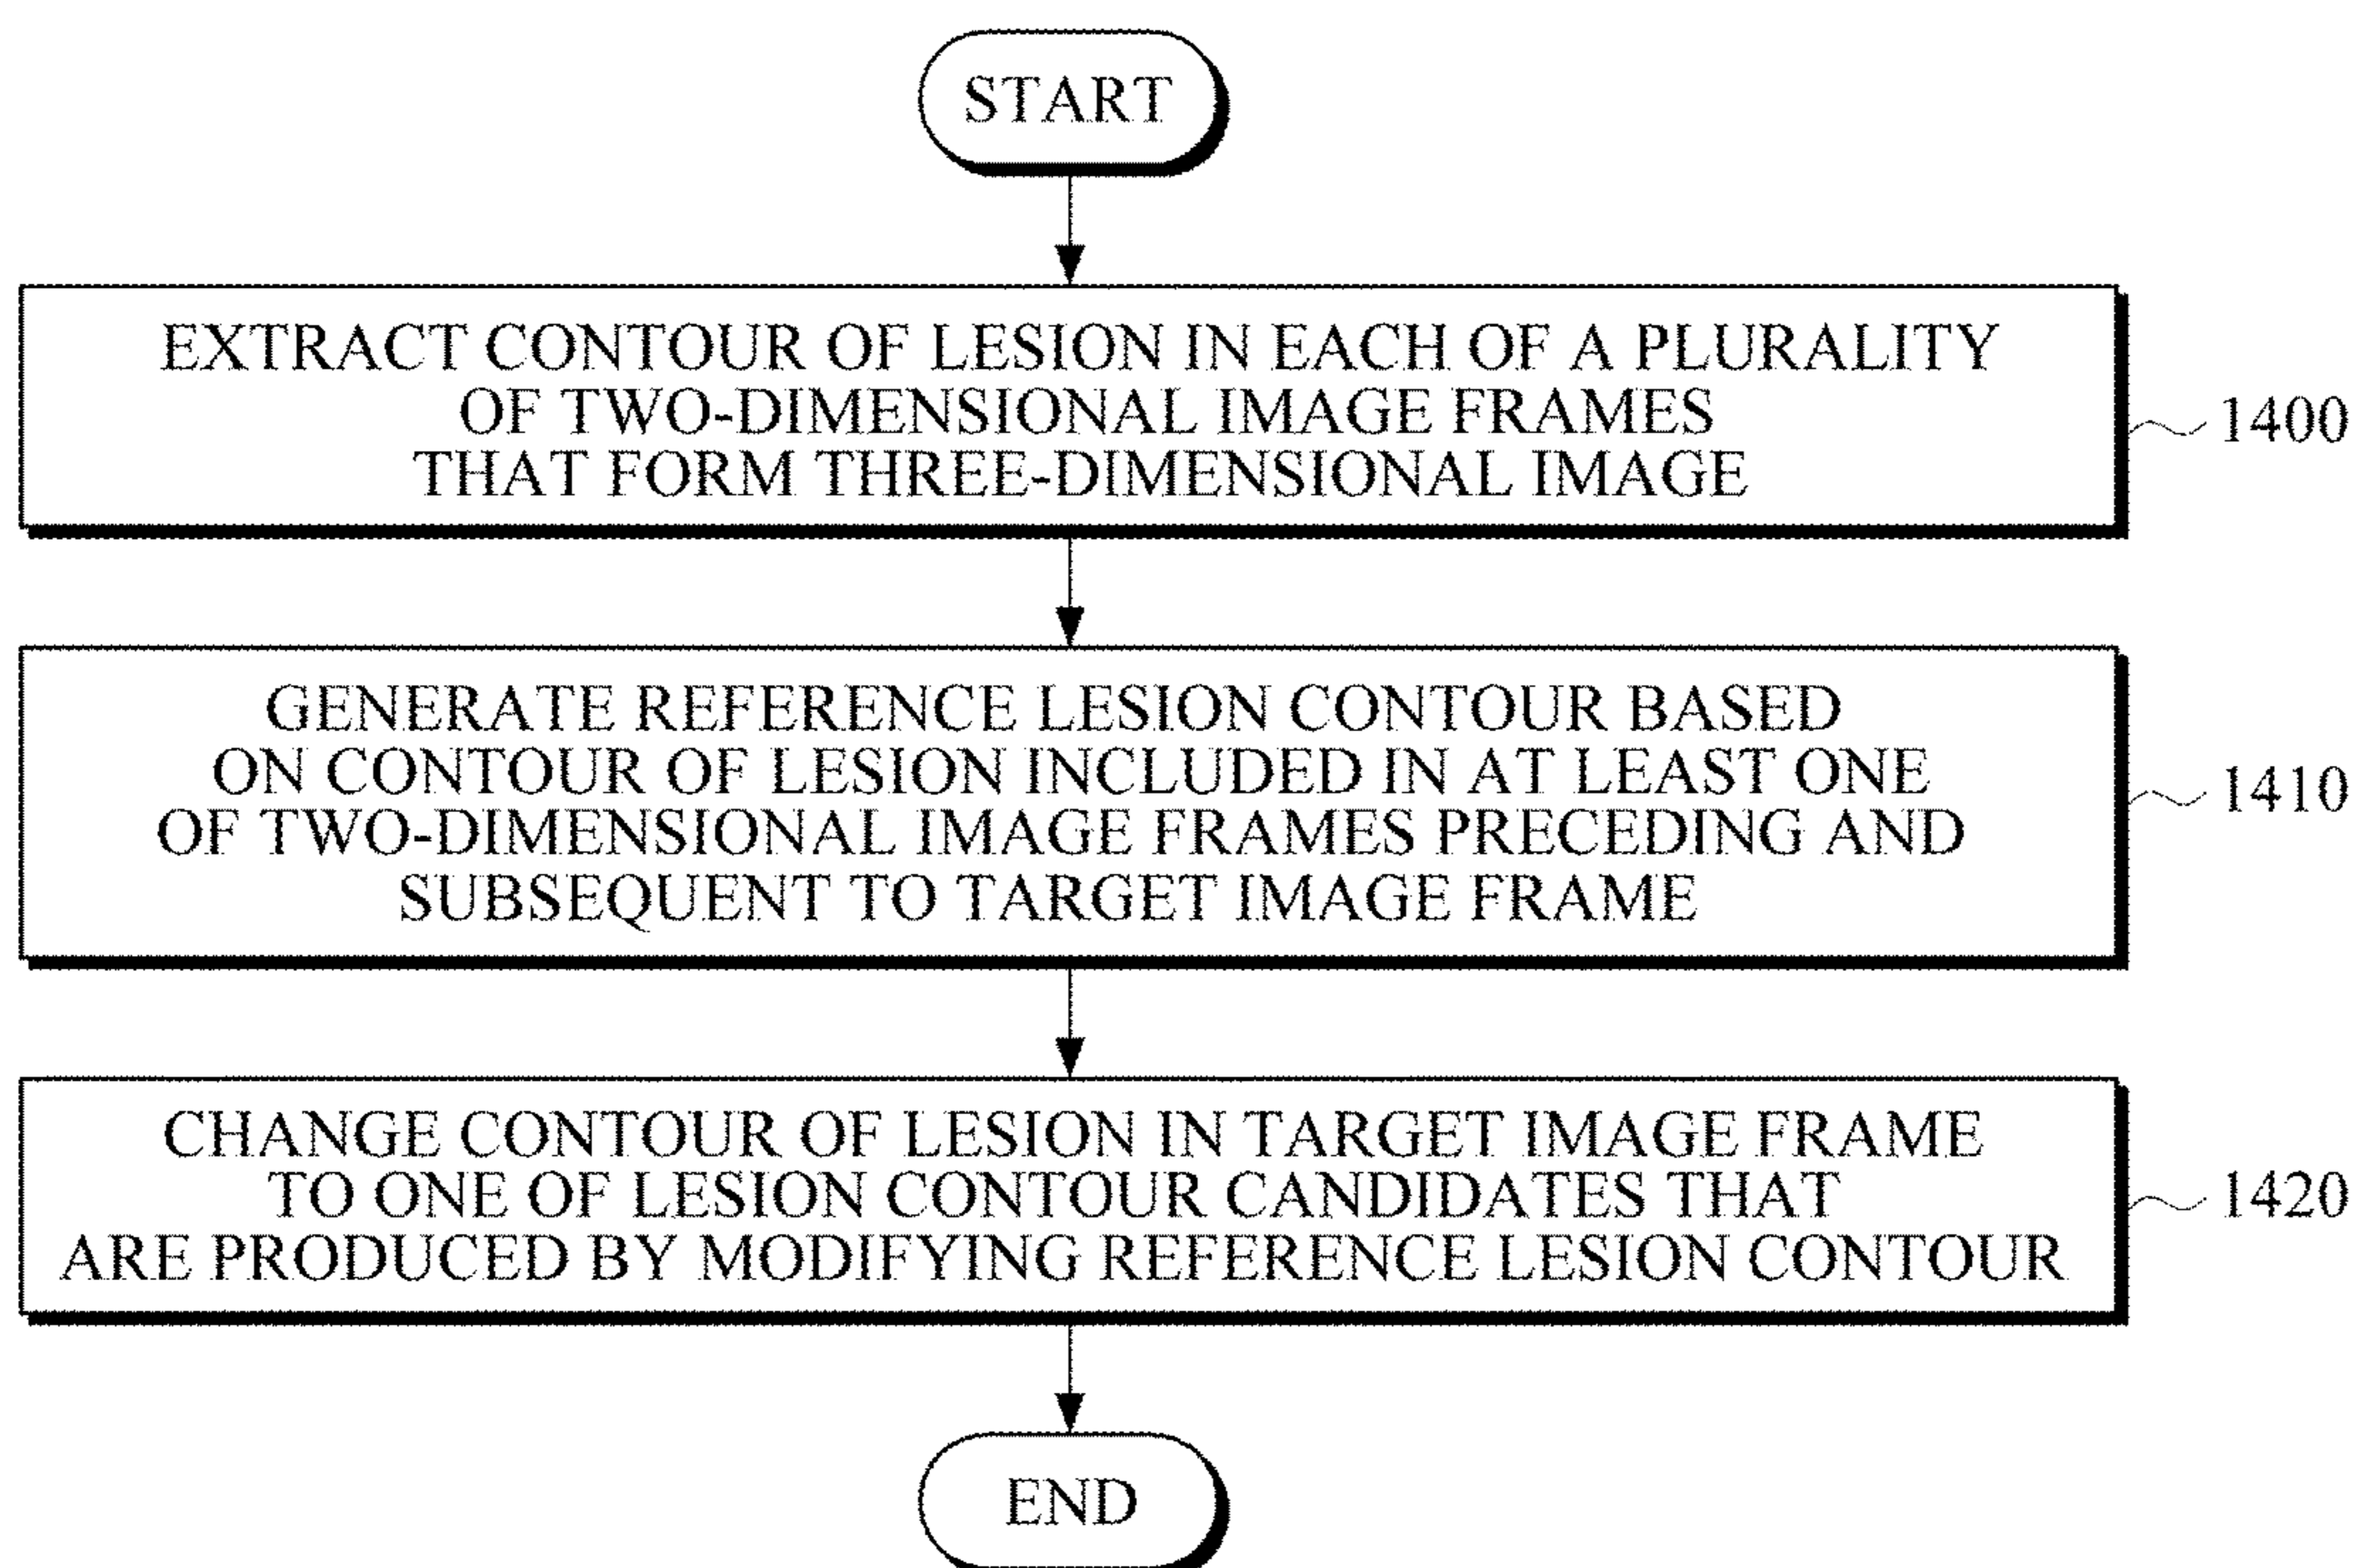 START
EXTRACT CONTOUR OF LESION IN EACH OF A PLURALITY
OF TWO-DIMENSIONAL IMAGE FRAMES
THAT FORM THREE-DIMENSIONAL IMAGE
1400
GENERATE REFERENCE LESION CONTOUR BASED
ON CONTOUR OF LESION INCLUDED IN AT LEAST ONE
OF TWO-DIMENSIONAL IMAGE FRAMES PRECEDING AND
SUBSEQUENT TO TARGET IMAGE FRAME
1410
CHANGE CONTOUR OF LESION IN TARGET IMAGE FRAME
TO ONE OF LESION CONTOUR CANDIDATES THAT
ARE PRODUCED BY MODIFYING REFERENCE LESION CONTOUR
1420
END